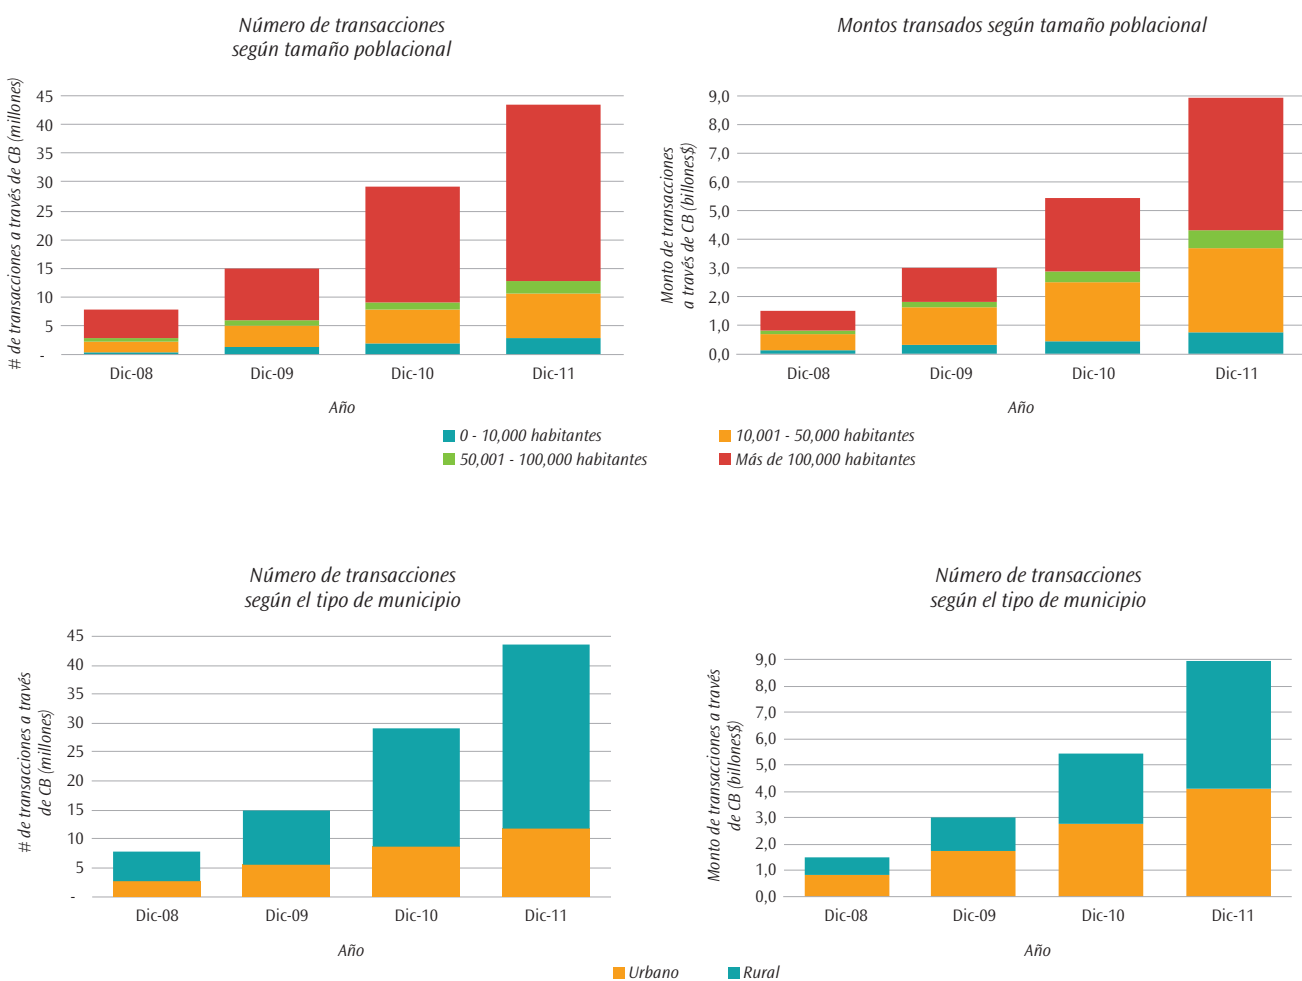 Número de transacciones
según tamaño poblacional
# de transacciones a través de CB (millones)
45
40
35
30
25
20
15
10
5
-
Dic-08
Dic-09
Dic-10
Dic-11
Año
Montos transados según tamaño poblacional
Monto de transacciones
a través de CB (billones$)
9,0
8,0
7,0
6,0
5,0
4,0
3,0
2,0
1,0
0,0
Dic-08
Dic-09
Dic-10
Dic-11
Año
0 - 10,000 habitantes
10,001 - 50,000 habitantes
50,001 - 100,000 habitantes
Más de 100,000 habitantes
Número de transacciones
según el tipo de municipio
# de transacciones a través
de CB (millones)
45
40
35
30
25
20
15
10
5
-
Dic-08
Dic-09
Dic-10
Dic-11
Año
Número de transacciones
según el tipo de municipio
Monto de transacciones a través
de CB (billones$)
9,0
8,0
7,0
6,0
5,0
4,0
3,0
2,0
1,0
0,0
Dic-08
Dic-09
Dic-10
Dic-11
Año
Urbano
Rural